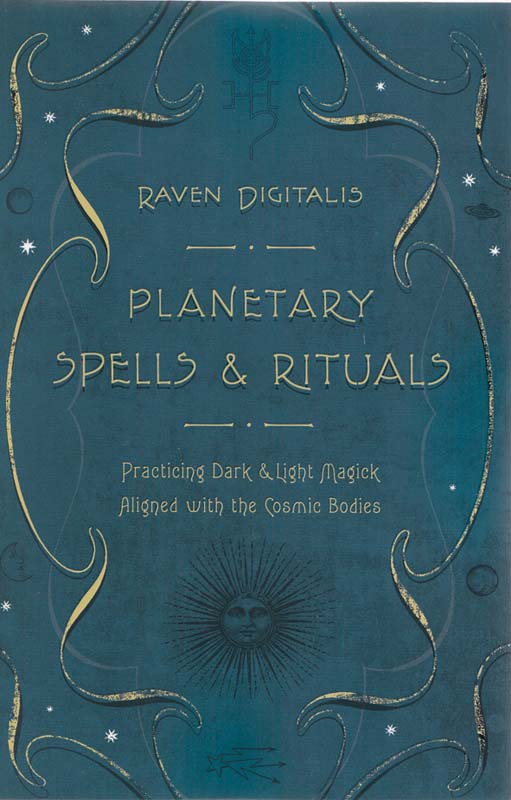 RAVEN DIGITALIS
PLANETARY
SPELLS & RITUALS
Practicing Dark & Light Magick
Aligned with the Cosmic Bodies